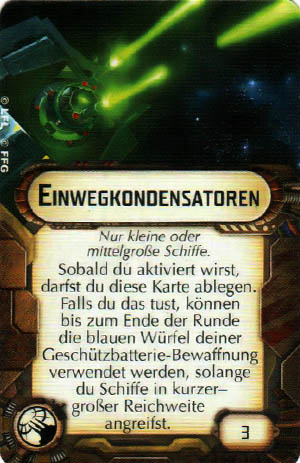 © LFL © FFG
EINWEGKONDENSATOREN
Nur kleine oder
mittelgroße Schiffe.
Sobald du aktiviert wirst,
darfst du diese Karte ablegen.
Falls du das tust, können
bis zum Ende der Runde
die blauen Würfel deiner
Geschützbatterie-Bewaffnung
verwendet werden, solange
du Schiffe in kurzer–
großer Reichweite
angreifst.
3